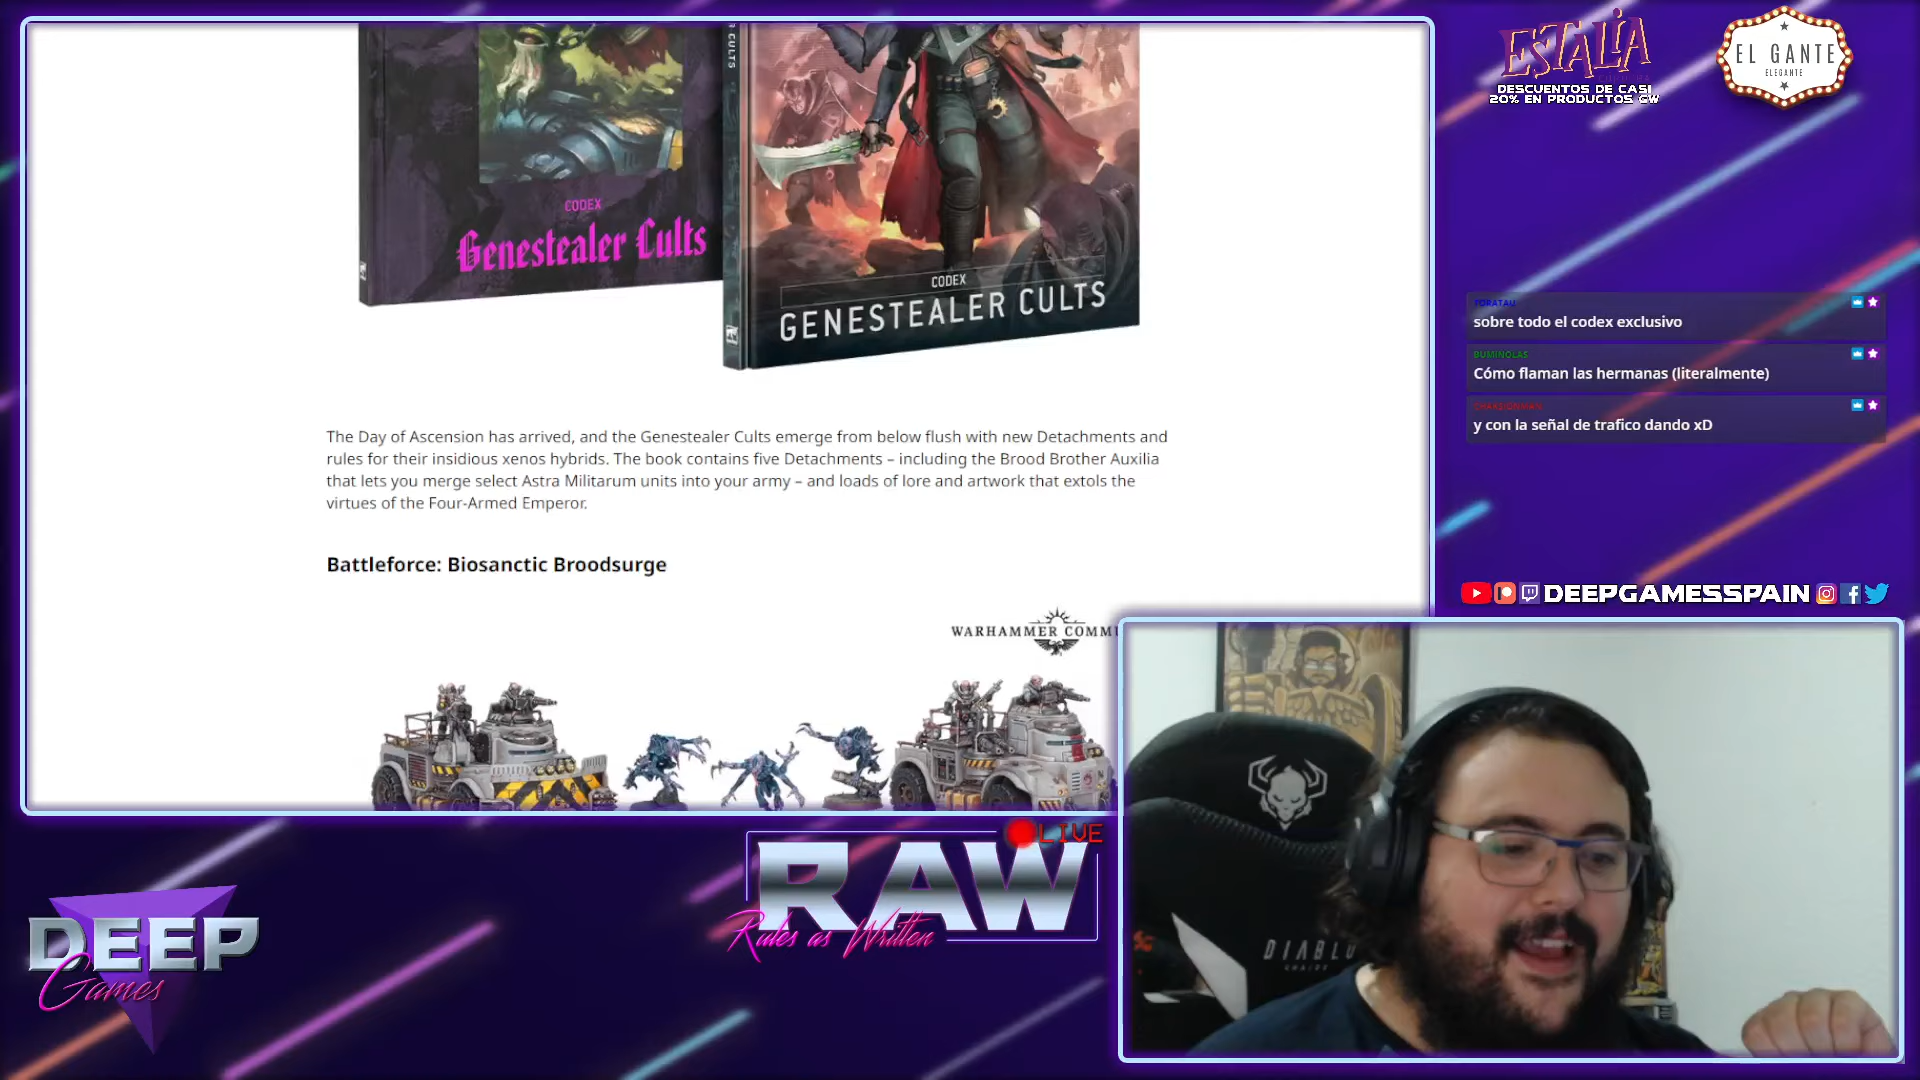 CULTS
CODEX
Genestealer Cults
CODEX
GENESTEALER CULTS
The Day of Ascension has arrived, and the Genestealer Cults emerge from below flush with new Detachments and
rules for their insidious xenos hybrids. The book contains five Detachments – including the Brood Brother Auxilia
that lets you merge select Astra Militarum units into your army – and loads of lore and artwork that extols the
virtues of the Four-Armed Emperor.
Battleforce: Biosanctic Broodsurge
WARHAMMER COMMU
ESTALIA
DESCUENTOS DE CASI
20% EN PRODUCTOS GW
EL GANTE
ELEGANTE
sobre todo el codex exclusivo
BUMINOLAS
Cómo flaman las hermanas (literalmente)
y con la señal de trafico dando xD
DEEPGAMESSPAIN
LIVE
RAW
Rules as Written
DEEP
Games
DIABLO
CHAIRS